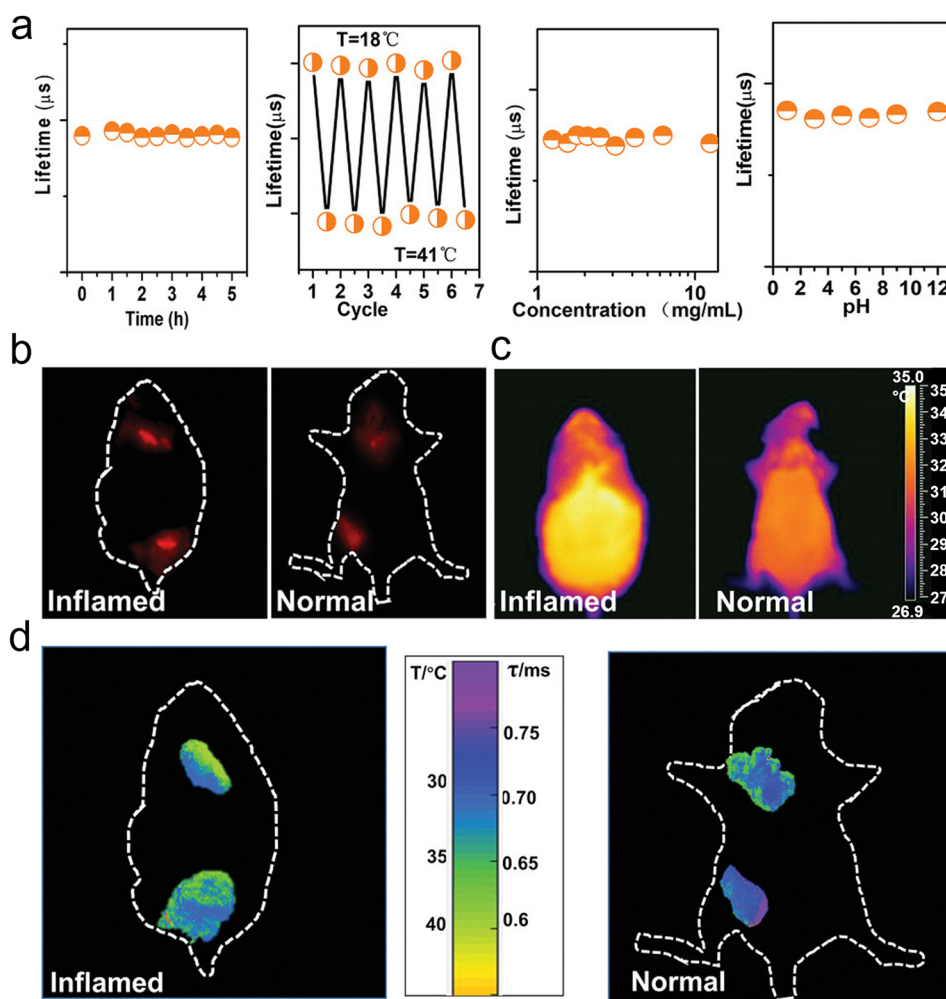 a
Lifetime (μs)
0 1 2 3 4 5
Time (h)
Lifetime(μs)
T=18℃
T=41℃
1 2 3 4 5 6 7
Cycle
Lifetime (μs)
1 10
Concentration (mg/mL)
Lifetime(μs)
0 2 4 6 8 10 12
pH
b
Inflamed
Normal
c
Inflamed
Normal
35.0
°C
35
34
33
32
31
30
29
28
27
26.9
d
Inflamed
T/°C
30
35
40
τ/ms
0.75
0.70
0.65
0.6
Normal